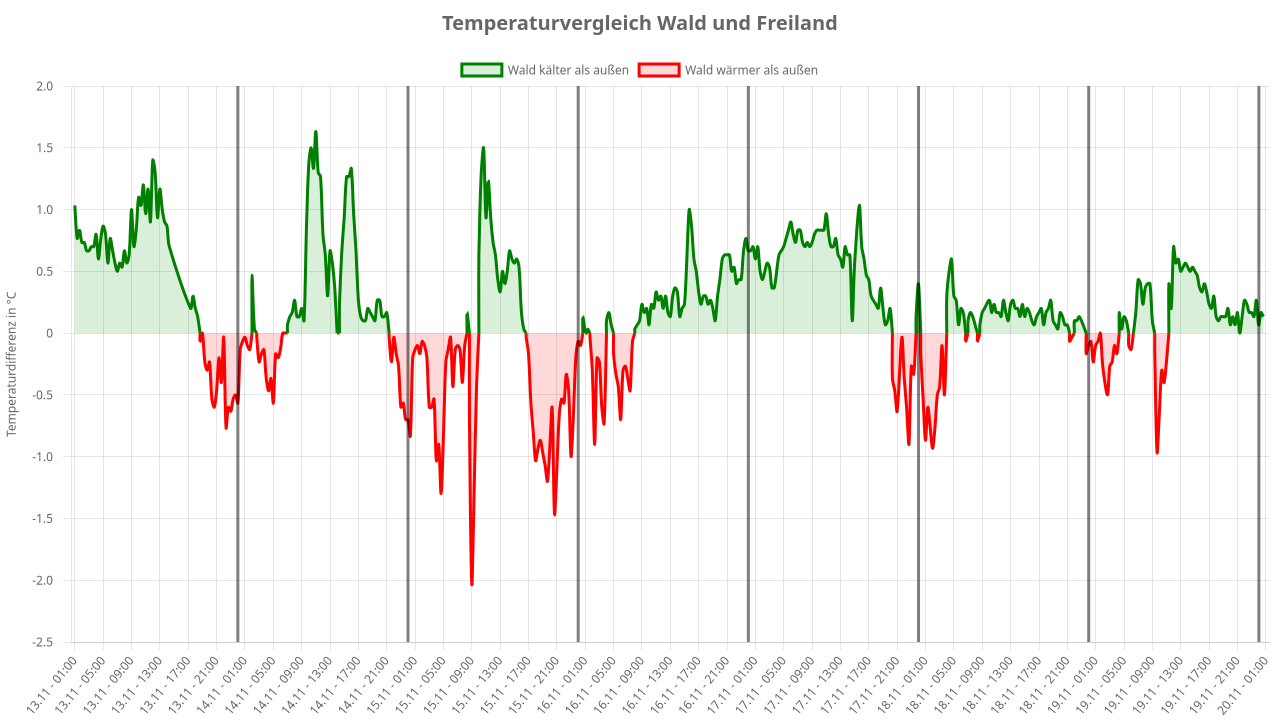 Temperaturvergleich Wald und Freiland
Wald kälter als außen
Wald wärmer als außen
Temperaturdifferenz in °C
2.0
1.5
1.0
0.5
0
-0.5
-1.0
-1.5
-2.0
-2.5
13.11 - 01:00
13.11 - 05:00
13.11 - 09:00
13.11 - 13:00
13.11 - 17:00
13.11 - 21:00
14.11 - 01:00
14.11 - 05:00
14.11 - 09:00
14.11 - 13:00
14.11 - 17:00
14.11 - 21:00
15.11 - 01:00
15.11 - 05:00
15.11 - 09:00
15.11 - 13:00
15.11 - 17:00
15.11 - 21:00
16.11 - 01:00
16.11 - 05:00
16.11 - 09:00
16.11 - 13:00
16.11 - 17:00
16.11 - 21:00
17.11 - 01:00
17.11 - 05:00
17.11 - 09:00
17.11 - 13:00
17.11 - 17:00
17.11 - 21:00
18.11 - 01:00
18.11 - 05:00
18.11 - 09:00
18.11 - 13:00
18.11 - 17:00
18.11 - 21:00
19.11 - 01:00
19.11 - 05:00
19.11 - 09:00
19.11 - 13:00
19.11 - 17:00
19.11 - 21:00
20.11 - 01:00